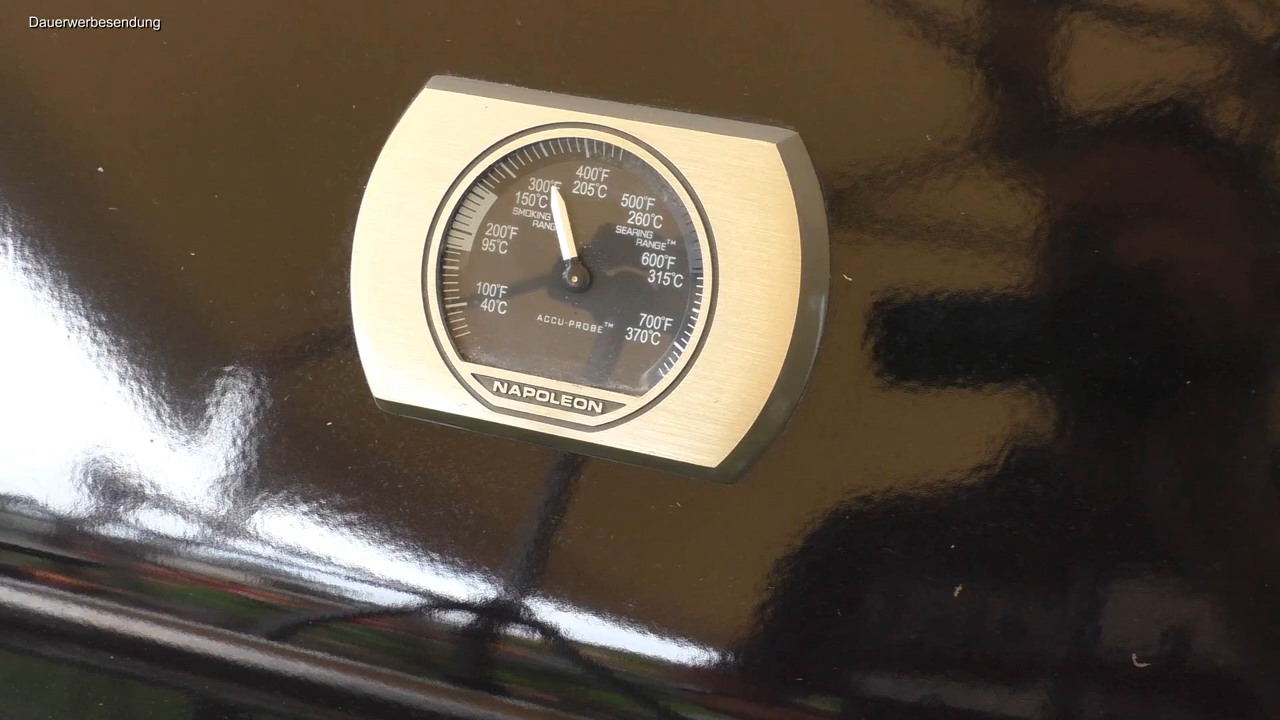 Dauerwerbesendung
400°F
205°C
300°F
150°C
SMOKING
RANGE
500°F
260°C
SEARING
RANGE™
200°F
95°C
600°F
315°C
100°F
40°C
700°F
370°C
ACCU-PROBE™
NAPOLEON